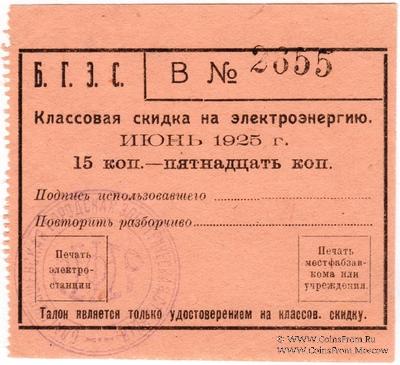 Б. Г. Э. С.
В № 2655
Классовая скидка на электроэнергию.
ИЮНЬ 1925 г.
15 коп.—пятнадцать коп.
Подпись использовавшего
Повторить разборчиво
Печать
электро-
станции
Печать
местфабзав-
кома или
учреждения.
Талон является только удостоверением на классов. скидку.
© www.CoinsFrom.Ru
www.CoinsFrom.Moscow